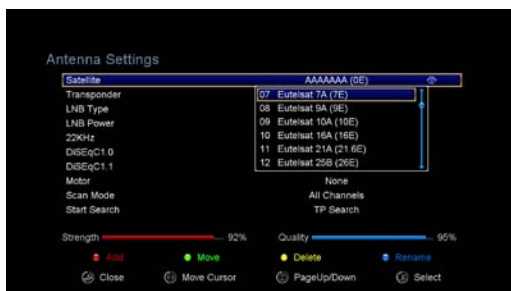 Antenna Settings
Satellite AAAAAAA (0E)
Transponder 07 Eutelsat 7A (7E)
LNB Type 08 Eutelsat 9A (9E)
LNB Power 09 Eutelsat 10A (10E)
22KHz 10 Eutelsat 16A (16E)
DiSEqC1.0 11 Eutelsat 21A (21.6E)
DiSEqC1.1 12 Eutelsat 25B (26E)
Motor None
Scan Mode All Channels
Start Search TP Search
Strength 92% Quality 95%
Add Move Delete Rename
Close Move Cursor PageUp/Down Select